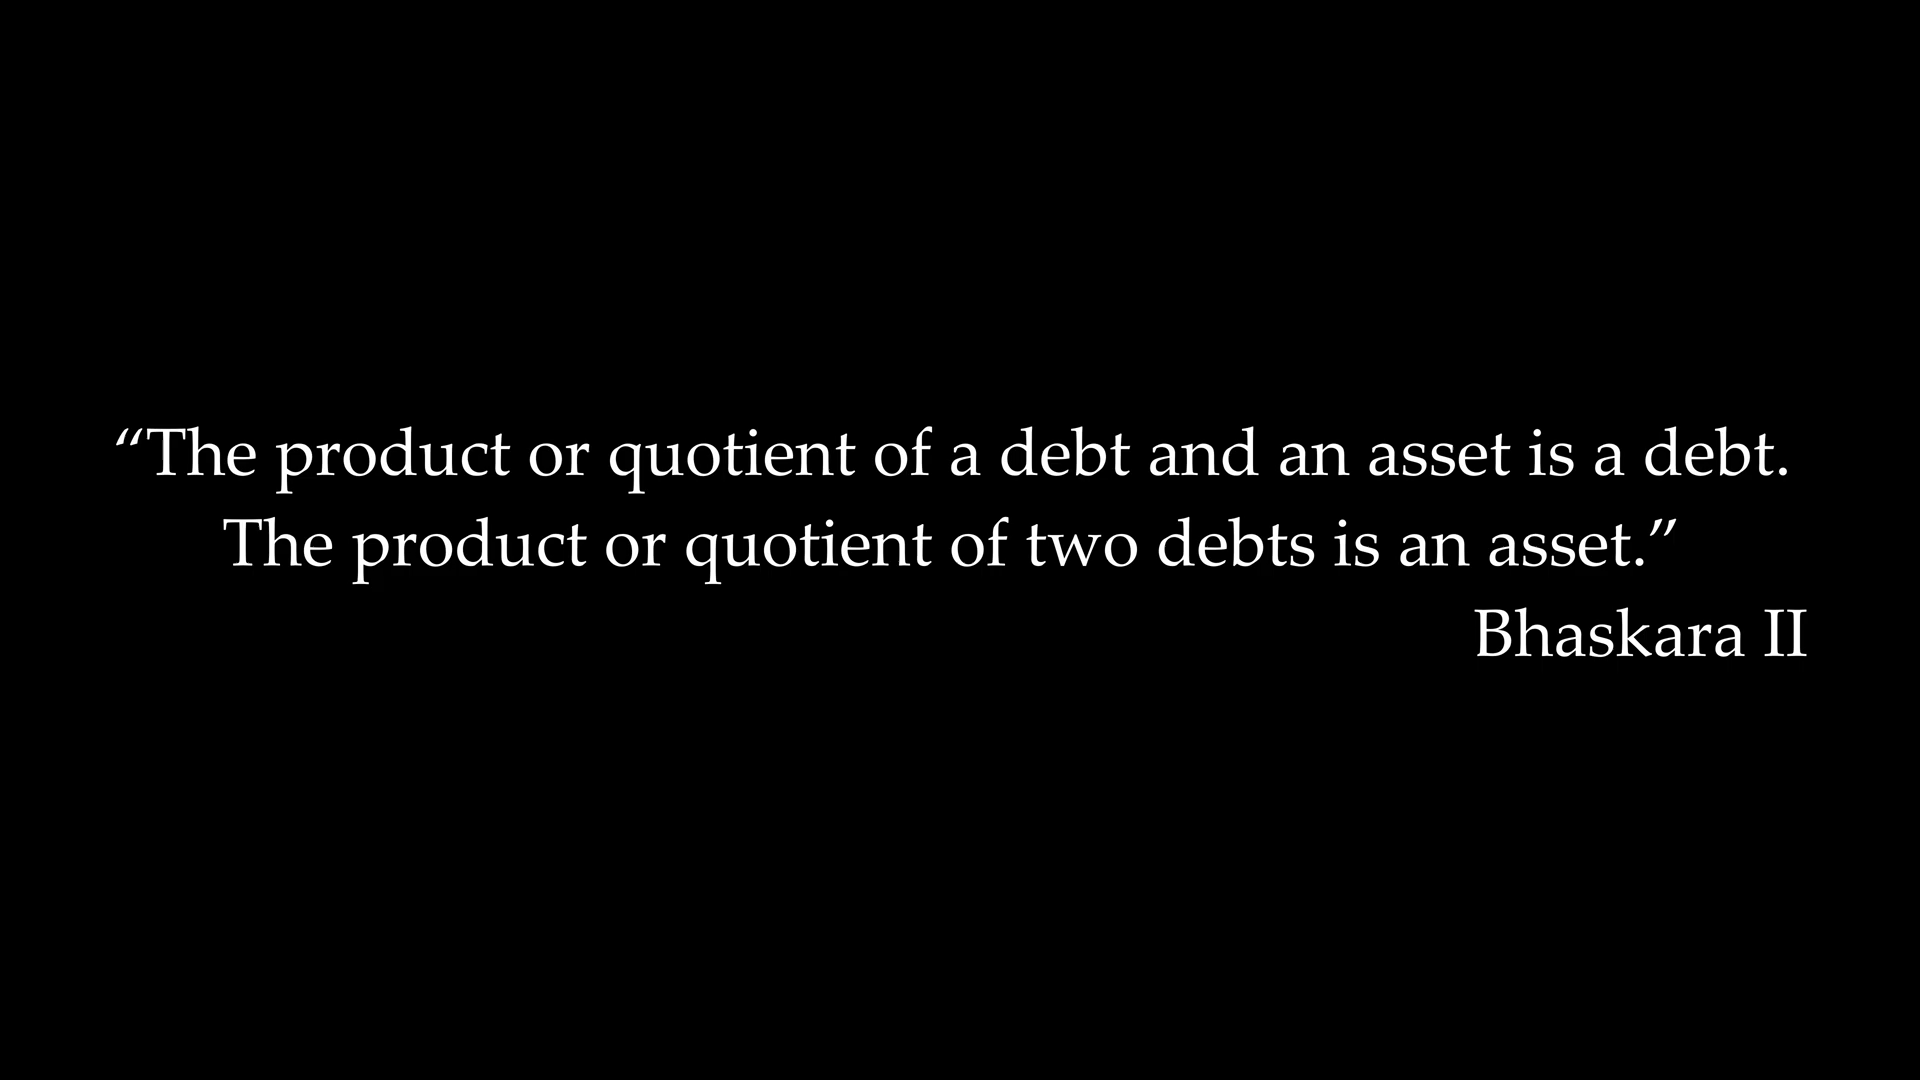 “The product or quotient of a debt and an asset is a debt.
The product or quotient of two debts is an asset.”
Bhaskara II